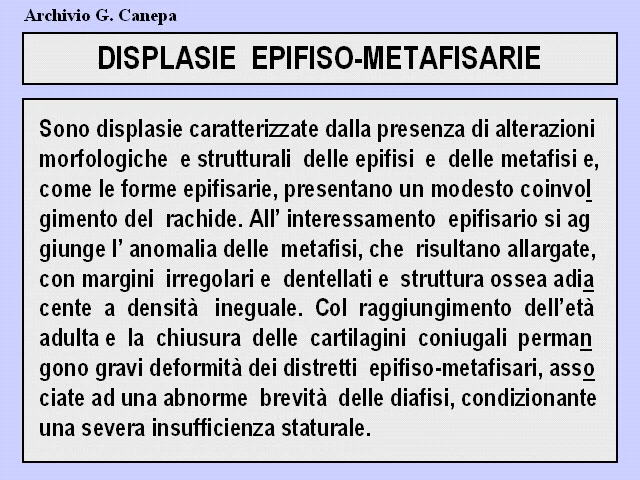 Archivio G. Canepa
DISPLASIE EPIFISO-METAFISARIE
Sono displasie caratterizzate dalla presenza di alterazioni
morfologiche e strutturali delle epifisi e delle metafisi e,
come le forme epifisarie, presentano un modesto coinvol
gimento del rachide. All' interessamento epifisario si ag
giunge l' anomalia delle metafisi, che risultano allargate,
con margini irregolari e dentellati e struttura ossea adia
cente a densità ineguale. Col raggiungimento dell'età
adulta e la chiusura delle cartilagini coniugali perman
gono gravi deformità dei distretti epifiso-metafisari, asso
ciate ad una abnorme brevità delle diafisi, condizionante
una severa insufficienza staturale.